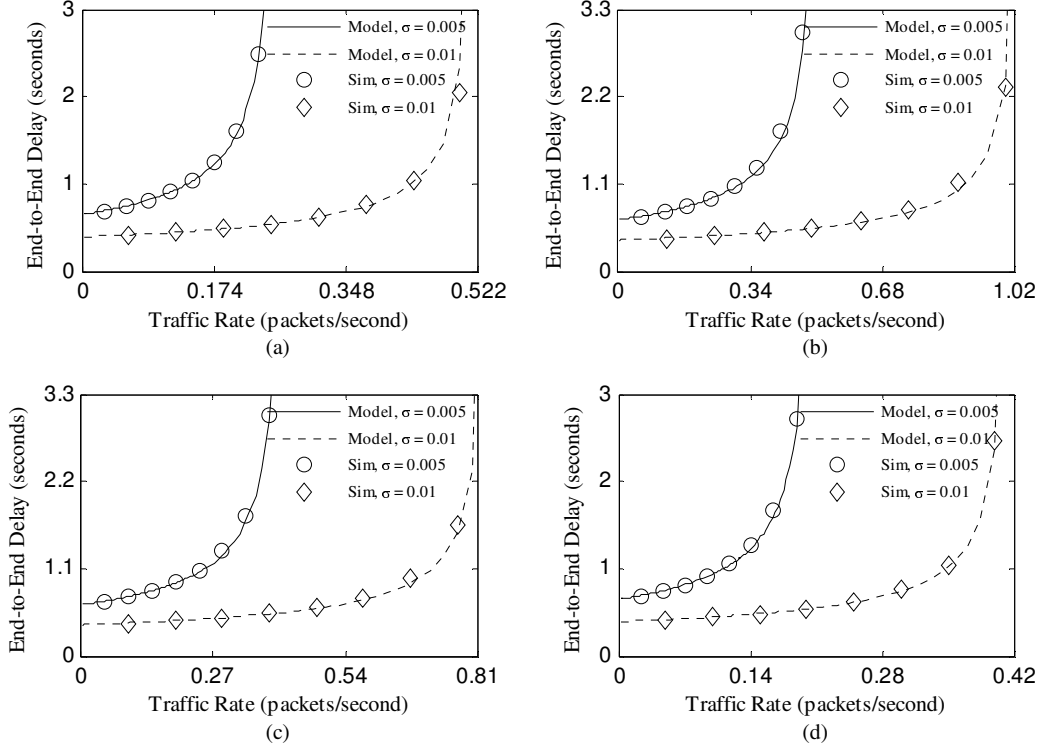 3
2
1
0
End-to-End Delay (seconds)
Model, σ = 0.005
Model, σ = 0.01
Sim, σ = 0.005
Sim, σ = 0.01
0 0.174 0.348 0.522
Traffic Rate (packets/second)
(a)
3.3
2.2
1.1
0
End-to-End Delay (seconds)
Model, σ = 0.005
Model, σ = 0.01
Sim, σ = 0.005
Sim, σ = 0.01
0 0.34 0.68 1.02
Traffic Rate (packets/second)
(b)
3.3
2.2
1.1
0
End-to-End Delay (seconds)
Model, σ = 0.005
Model, σ = 0.01
Sim, σ = 0.005
Sim, σ = 0.01
0 0.27 0.54 0.81
Traffic Rate (packets/second)
(c)
3
2
1
0
End-to-End Delay (seconds)
Model, σ = 0.005
Model, σ = 0.01
Sim, σ = 0.005
Sim, σ = 0.01
0 0.14 0.28 0.42
Traffic Rate (packets/second)
(d)